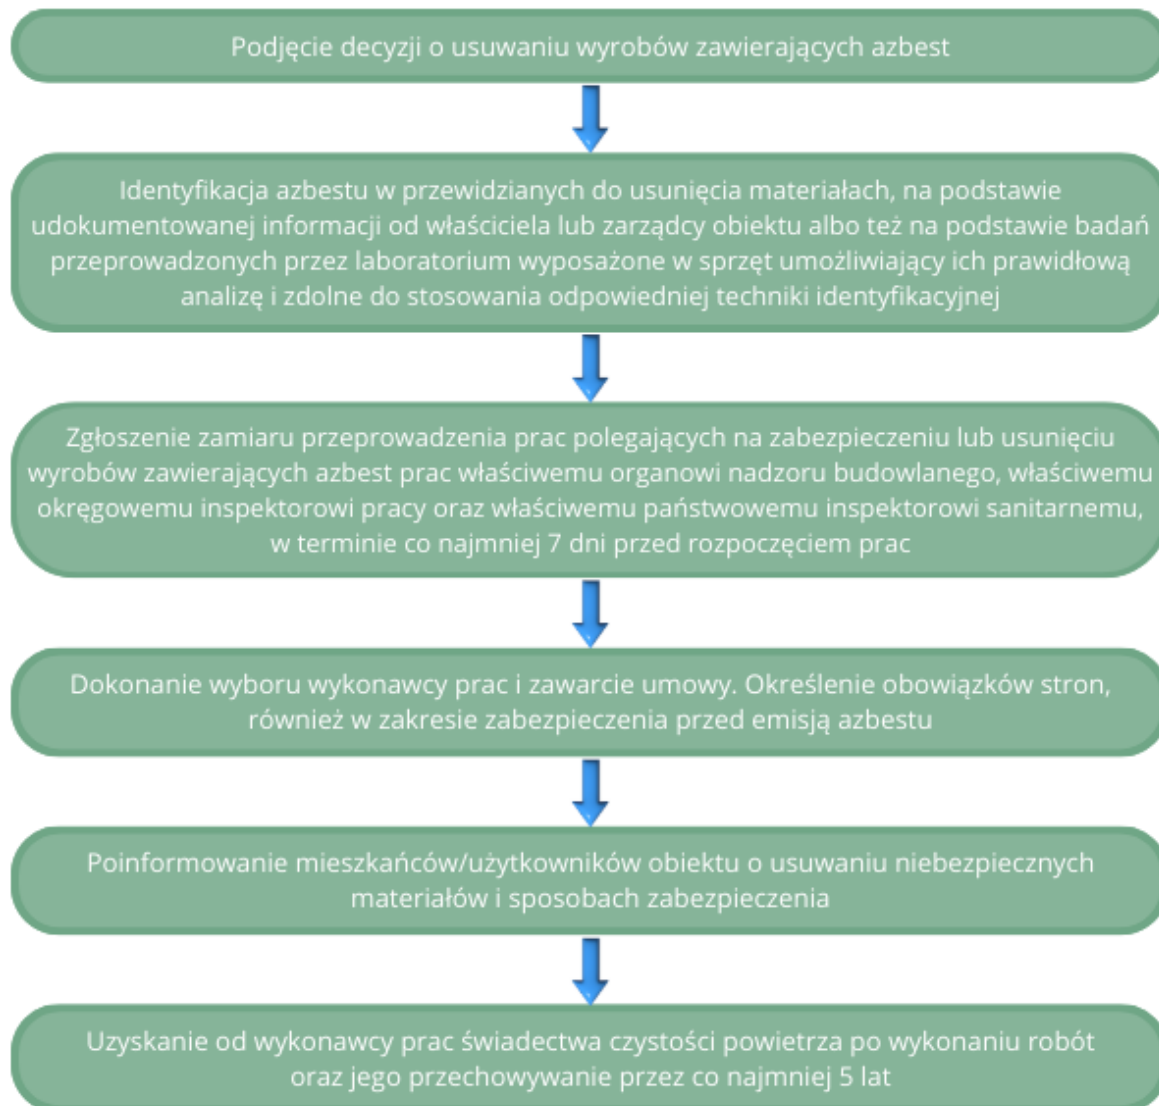 Podjęcie decyzji o usuwaniu wyrobów zawierających azbest
Identyfikacja azbestu w przewidzianych do usunięcia materiałach, na podstawie
udokumentowanej informacji od właściciela lub zarządcy obiektu albo też na podstawie badań
przeprowadzonych przez laboratorium wyposażone w sprzęt umożliwiający ich prawidłową
analizę i zdolne do stosowania odpowiedniej techniki identyfikacyjnej
Zgłoszenie zamiaru przeprowadzenia prac polegających na zabezpieczeniu lub usunięciu
wyrobów zawierających azbest prac właściwemu organowi nadzoru budowlanego, właściwemu
okręgowemu inspektorowi pracy oraz właściwemu państwowemu inspektorowi sanitarnemu,
w terminie co najmniej 7 dni przed rozpoczęciem prac
Dokonanie wyboru wykonawcy prac i zawarcie umowy. Określenie obowiązków stron,
również w zakresie zabezpieczenia przed emisją azbestu
Poinformowanie mieszkańców/użytkowników obiektu o usuwaniu niebezpiecznych
materiałów i sposobach zabezpieczenia
Uzyskanie od wykonawcy prac świadectwa czystości powietrza po wykonaniu robót
oraz jego przechowywanie przez co najmniej 5 lat